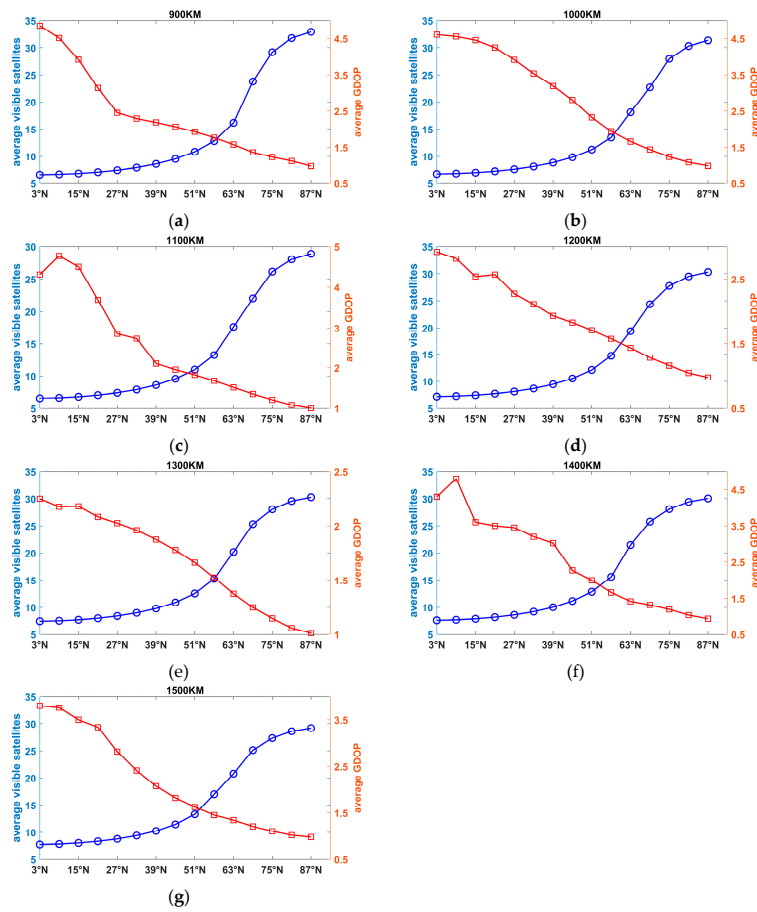 900KM
35
30
25
20
15
10
5
average visible satellites
4.5
3.5
2.5
1.5
0.5
average GDOP
3°N 15°N 27°N 39°N 51°N 63°N 75°N 87°N
(a)
1000KM
35
30
25
20
15
10
5
average visible satellites
4.5
3.5
2.5
1.5
0.5
average GDOP
3°N 15°N 27°N 39°N 51°N 63°N 75°N 87°N
(b)
1100KM
30
25
20
15
10
5
average visible satellites
5
4
3
2
1
average GDOP
3°N 15°N 27°N 39°N 51°N 63°N 75°N 87°N
(c)
1200KM
35
30
25
20
15
10
5
average visible satellites
2.5
1.5
0.5
average GDOP
3°N 15°N 27°N 39°N 51°N 63°N 75°N 87°N
(d)
1300KM
35
30
25
20
15
10
5
average visible satellites
2.5
2
1.5
1
average GDOP
3°N 15°N 27°N 39°N 51°N 63°N 75°N 87°N
(e)
1400KM
35
30
25
20
15
10
5
average visible satellites
4.5
3.5
2.5
1.5
0.5
average GDOP
3°N 15°N 27°N 39°N 51°N 63°N 75°N 87°N
(f)
1500KM
35
30
25
20
15
10
5
average visible satellites
3.5
2.5
1.5
0.5
average GDOP
3°N 15°N 27°N 39°N 51°N 63°N 75°N 87°N
(g)